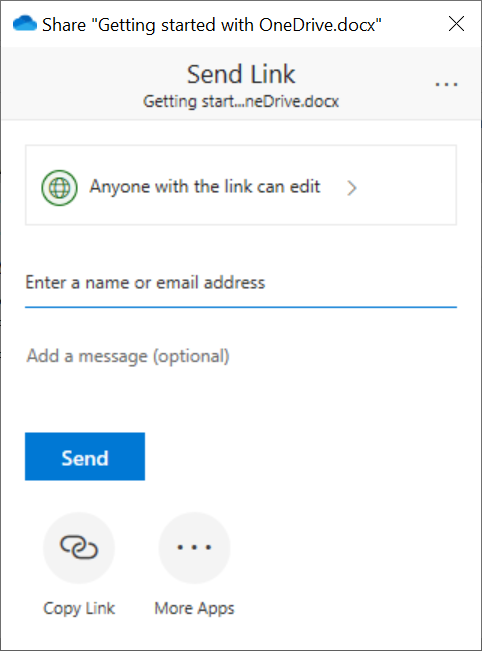 Share "Getting started with OneDrive.docx"
Send Link
Getting start...neDrive.docx
Anyone with the link can edit
Enter a name or email address
Add a message (optional)
Send
Copy Link
More Apps